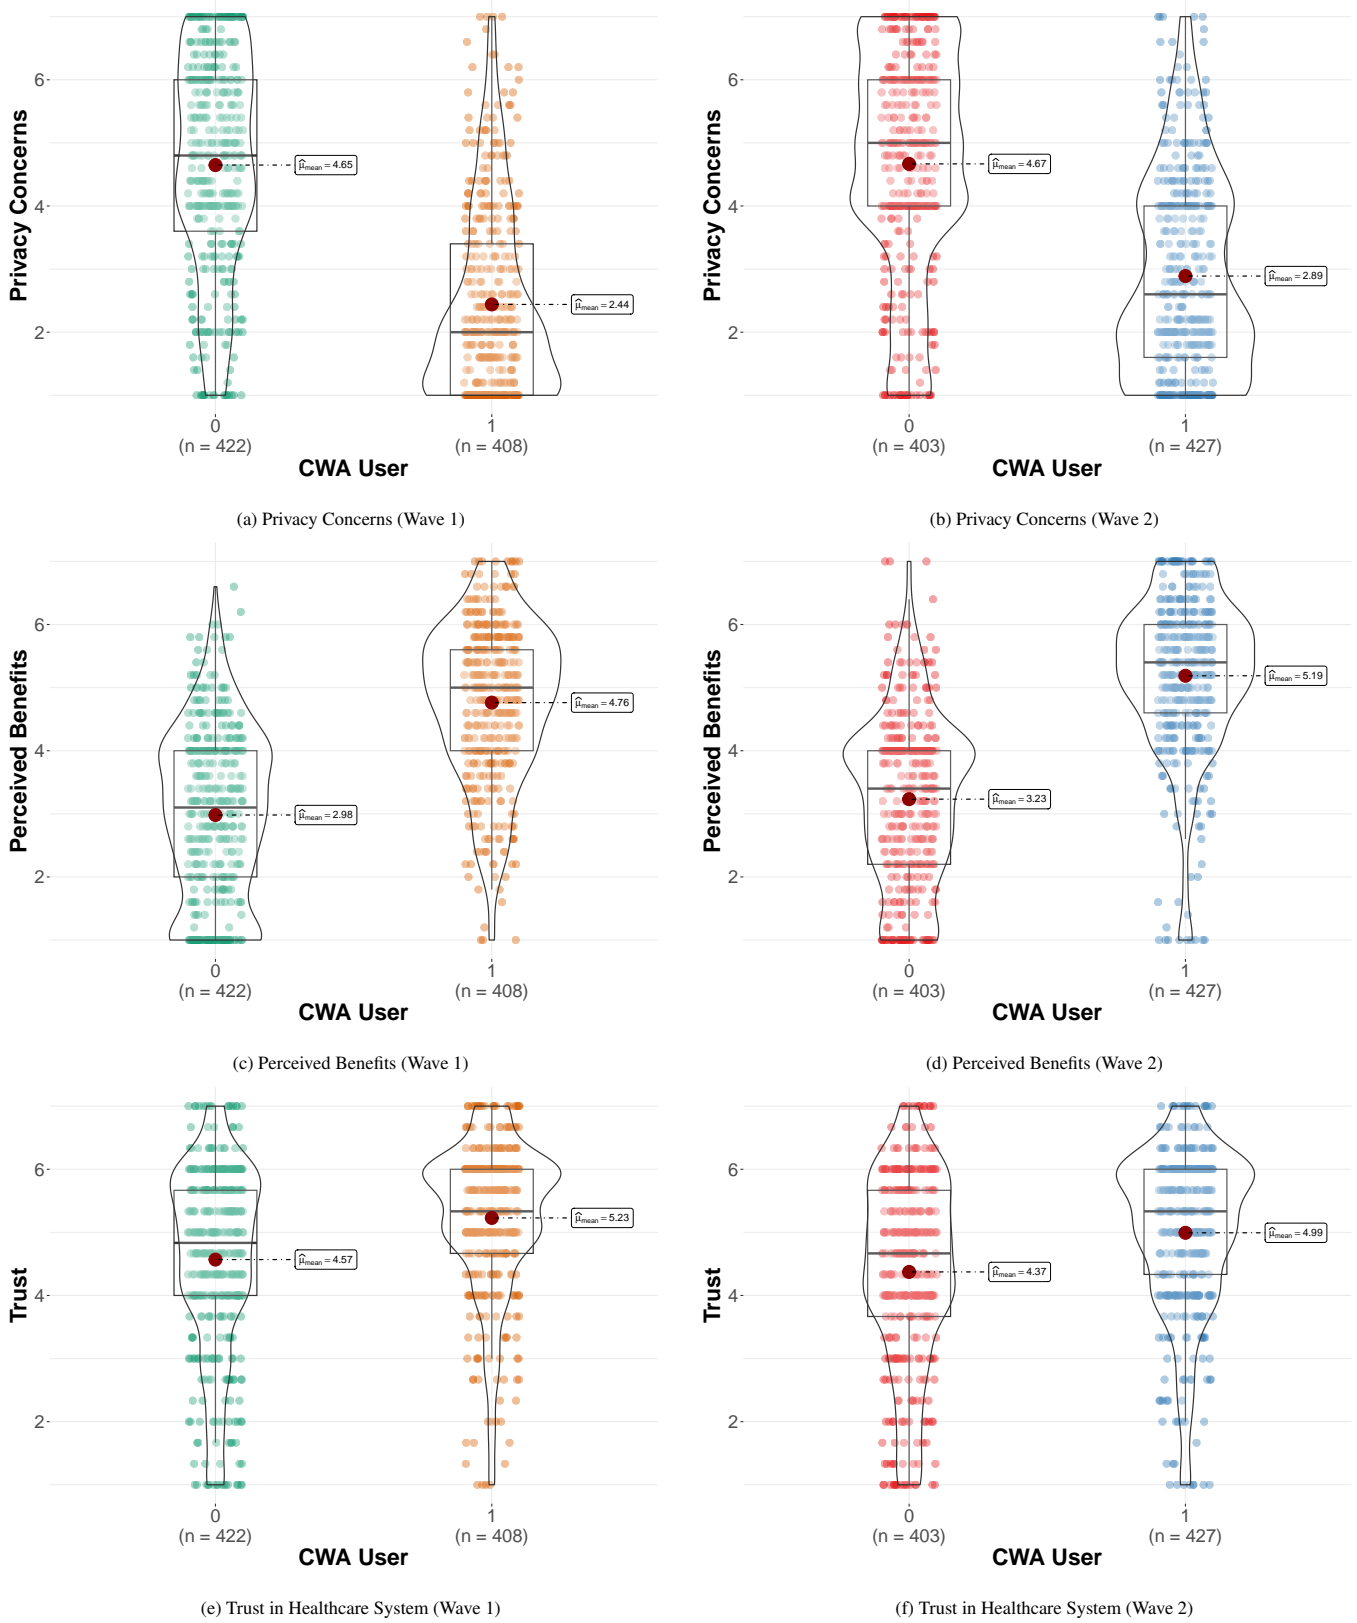 6
4
2
Privacy Concerns
μ̂mean = 4.65
μ̂mean = 2.44
0
(n = 422)
1
(n = 408)
CWA User
(a) Privacy Concerns (Wave 1)
6
4
2
Privacy Concerns
μ̂mean = 4.67
μ̂mean = 2.89
0
(n = 403)
1
(n = 427)
CWA User
(b) Privacy Concerns (Wave 2)
6
4
2
Perceived Benefits
μ̂mean = 2.98
μ̂mean = 4.76
0
(n = 422)
1
(n = 408)
CWA User
(c) Perceived Benefits (Wave 1)
6
4
2
Perceived Benefits
μ̂mean = 3.23
μ̂mean = 5.19
0
(n = 403)
1
(n = 427)
CWA User
(d) Perceived Benefits (Wave 2)
6
4
2
Trust
μ̂mean = 4.57
μ̂mean = 5.23
0
(n = 422)
1
(n = 408)
CWA User
(e) Trust in Healthcare System (Wave 1)
6
4
2
Trust
μ̂mean = 4.37
μ̂mean = 4.99
0
(n = 403)
1
(n = 427)
CWA User
(f) Trust in Healthcare System (Wave 2)